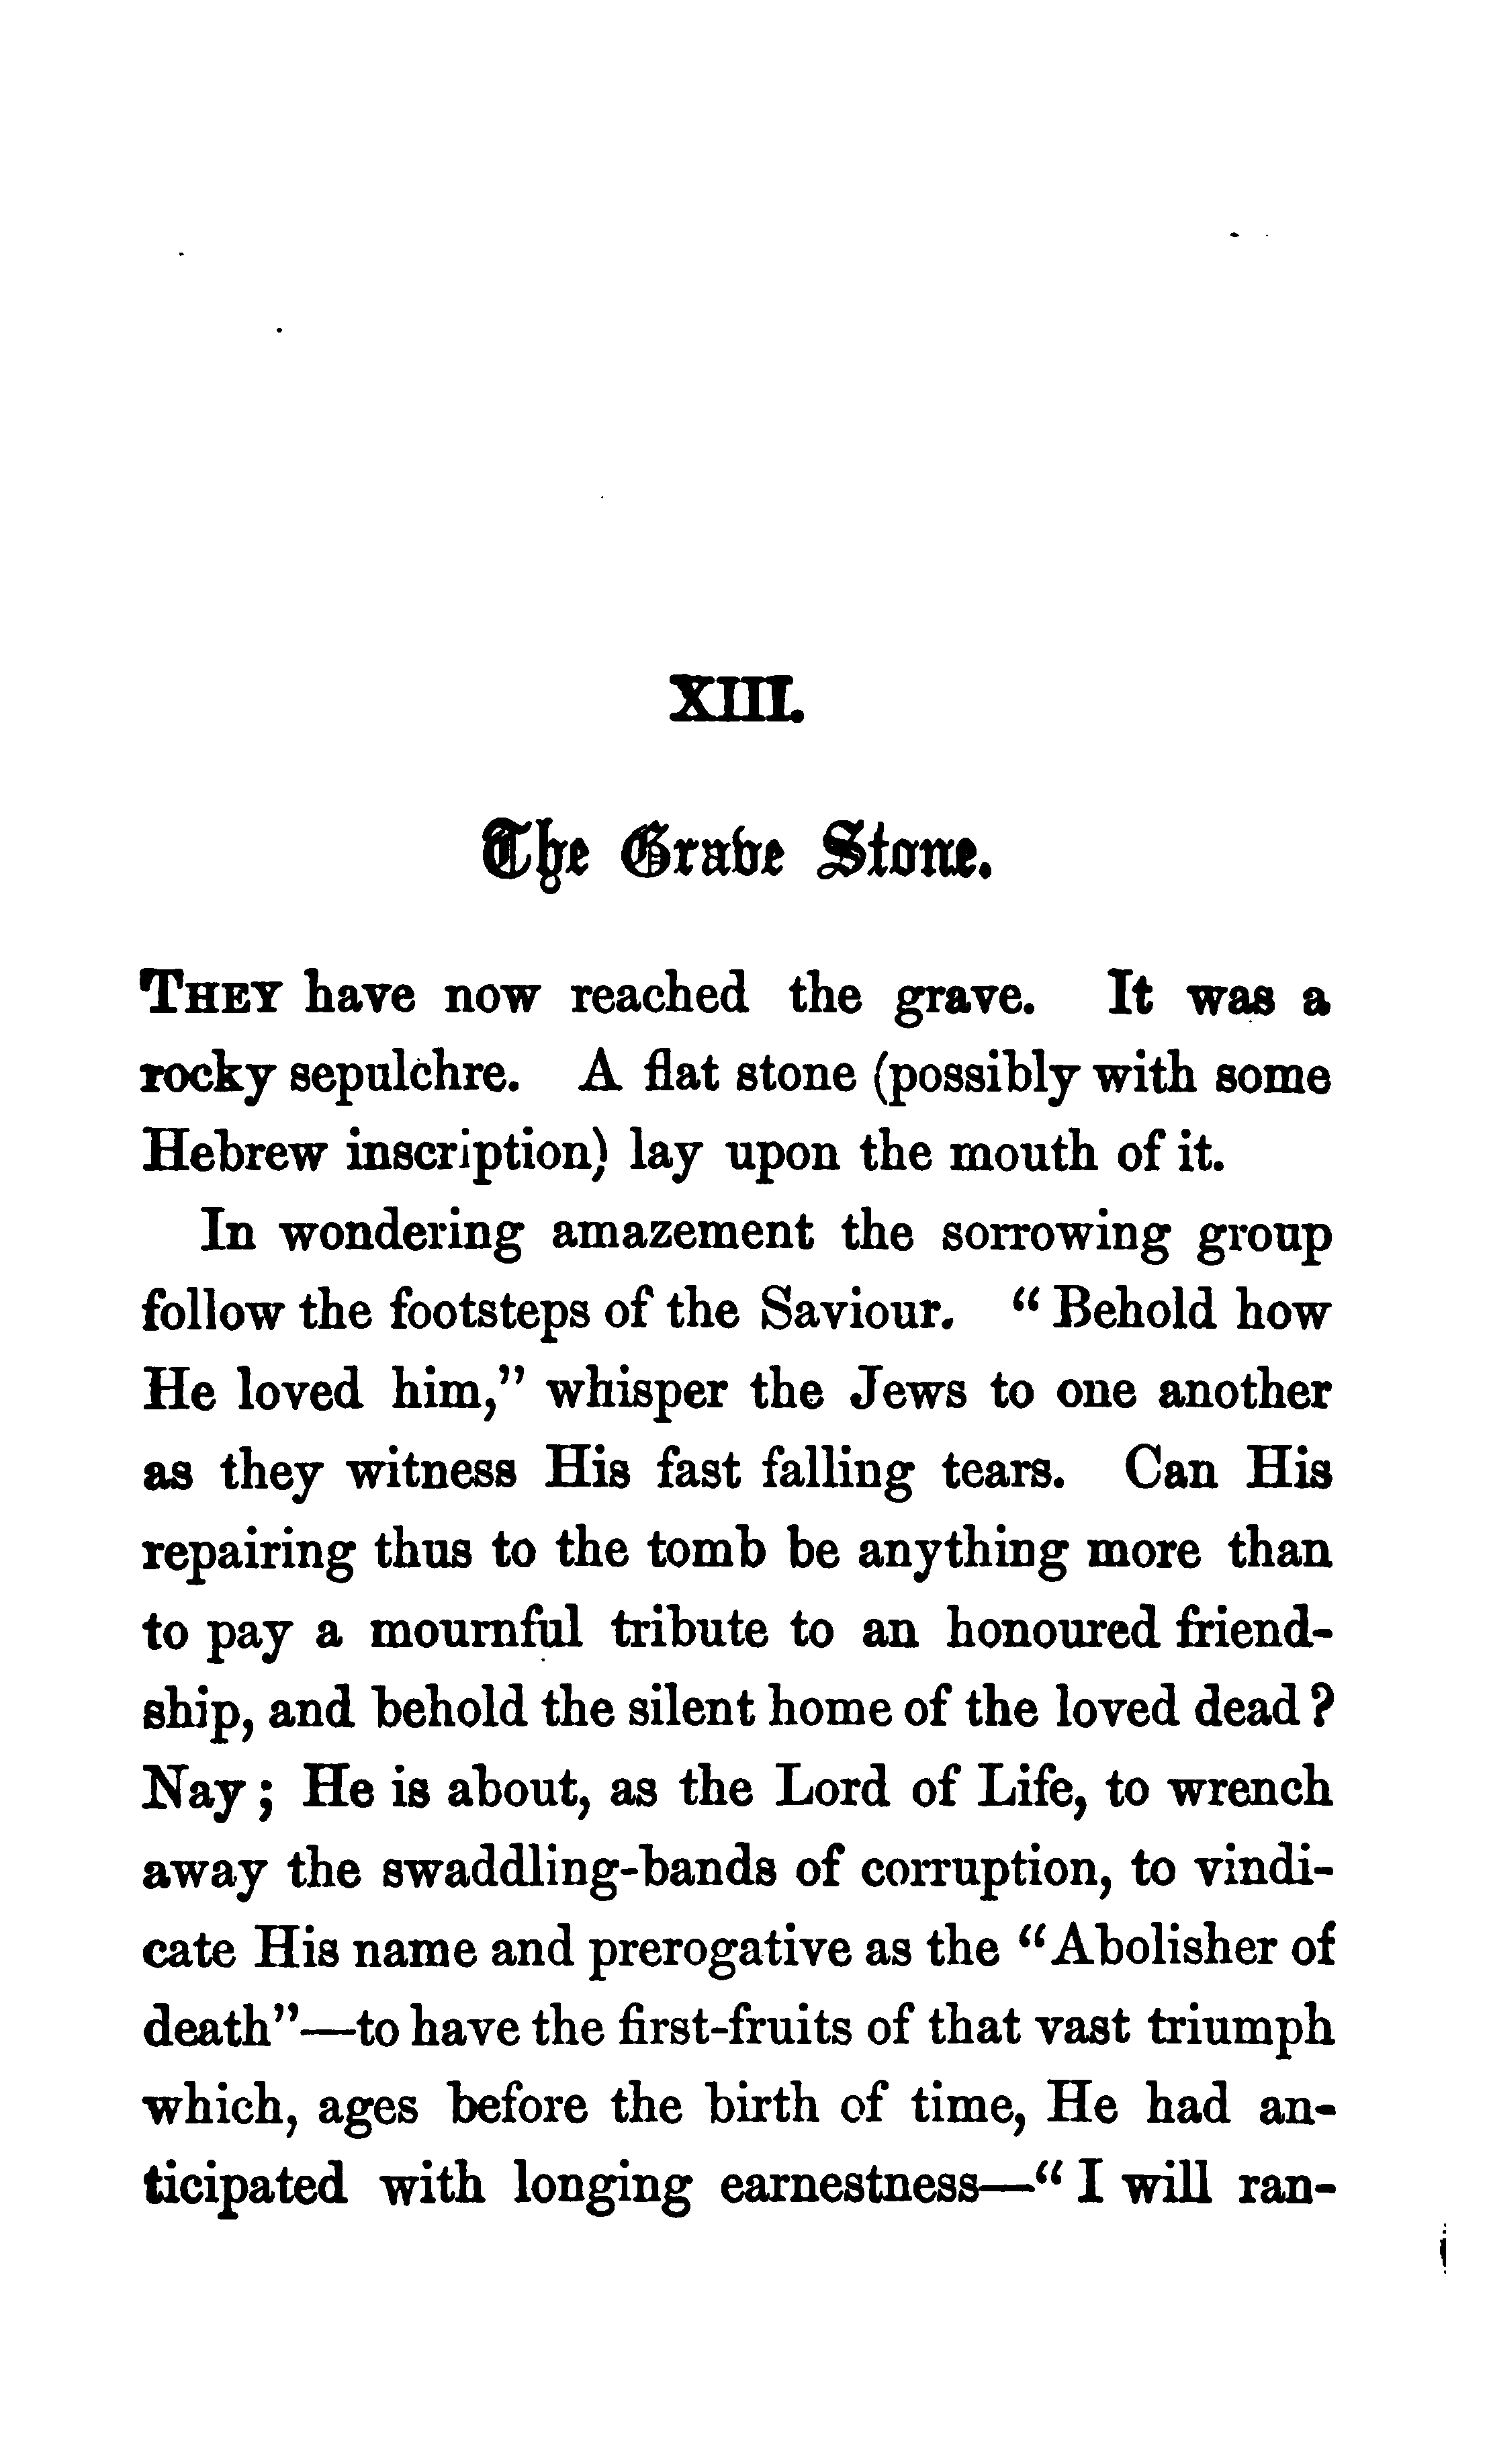 XIII.
The Grave Stone.
THEY have now reached the grave. It was a
rocky sepulchre. A flat stone (possibly with some
Hebrew inscription) lay upon the mouth of it.
In wondering amazement the sorrowing group
follow the footsteps of the Saviour. “Behold how
He loved him,” whisper the Jews to one another
as they witness His fast falling tears. Can His
repairing thus to the tomb be anything more than
to pay a mournful tribute to an honoured friend-
ship, and behold the silent home of the loved dead?
Nay; He is about, as the Lord of Life, to wrench
away the swaddling-bands of corruption, to vindi-
cate His name and prerogative as the “Abolisher of
death”—to have the first-fruits of that vast triumph
which, ages before the birth of time, He had an-
ticipated with longing earnestness—“I will ran-